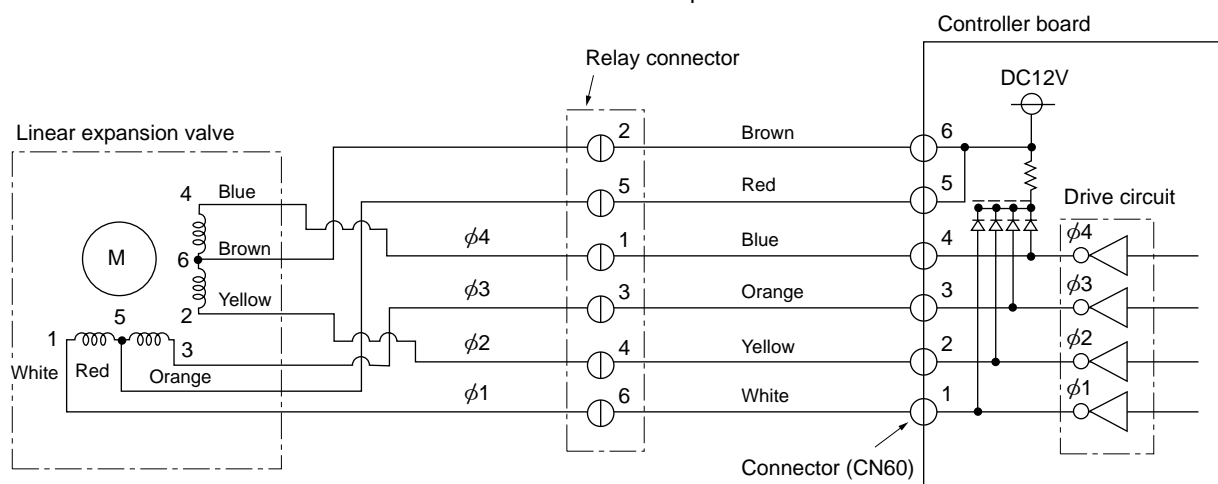 Controller board
Relay connector
DC12V
Linear expansion valve
2 Brown 6
5 Red 5
Drive circuit
4 Blue
ϕ4 1 Blue 4 ϕ4
M 6 Brown
ϕ3 3 Orange 3 ϕ3
Yellow
2
1 5 3
ϕ2 4 Yellow 2 ϕ2
White Red Orange
ϕ1 6 White 1 ϕ1
Connector (CN60)